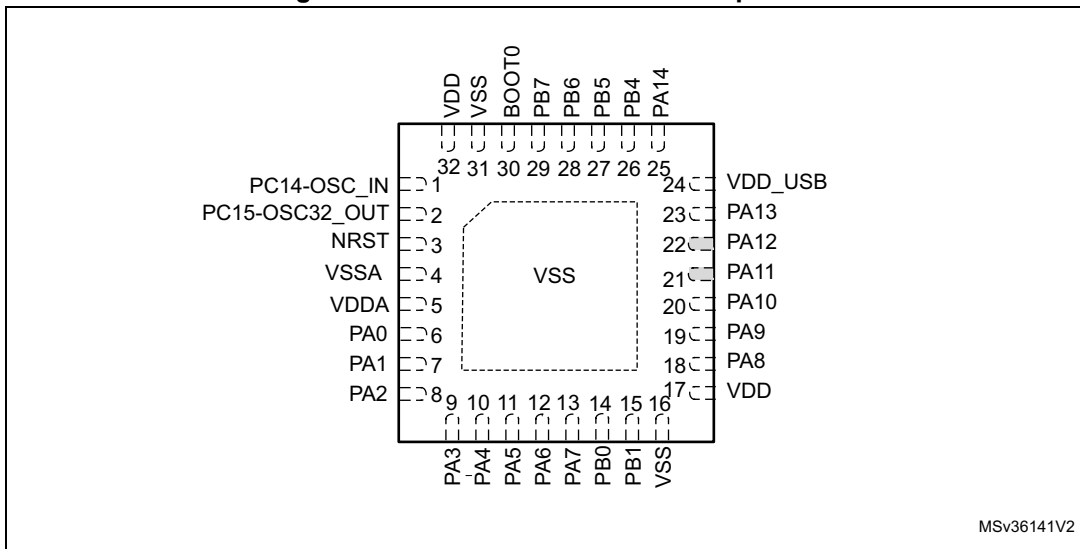 VDD
VSS
BOOT0
PB7
PB6
PB5
PB4
PA14
32 31 30 29 28 27 26 25
PC14-OSC_IN 1
PC15-OSC32_OUT 2
NRST 3
VSSA 4
VDDA 5
PA0 6
PA1 7
PA2 8
VSS
24 VDD_USB
23 PA13
22 PA12
21 PA11
20 PA10
19 PA9
18 PA8
17 VDD
9 10 11 12 13 14 15 16
PA3
PA4
PA5
PA6
PA7
PB0
PB1
VSS
MSv36141V2